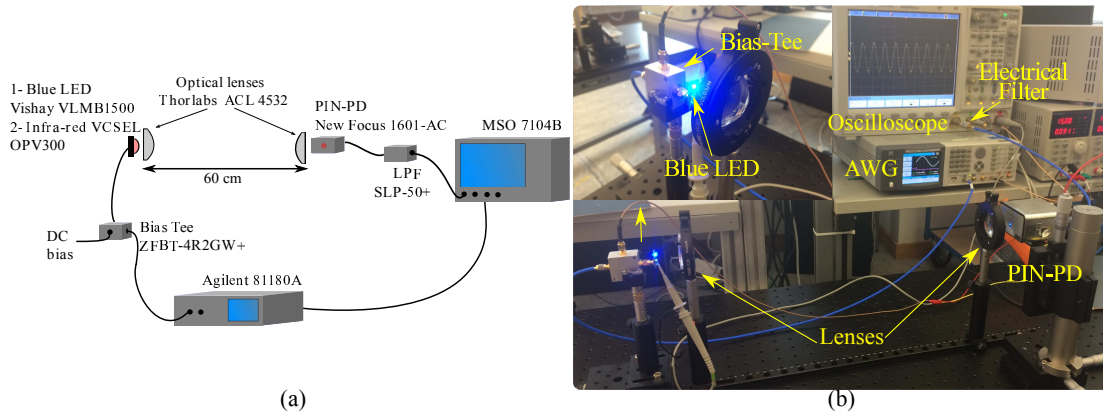 (a)
1- Blue LED
Vishay VLMB1500
2- Infra-red VCSEL
OPV300
Optical lenses
Thorlabs ACL 4532
PIN-PD
New Focus 1601-AC
MSO 7104B
60 cm
LPF
SLP-50+
DC
bias
Bias Tee
ZFBT-4R2GW+
Agilent 81180A
(a)
Bias-Tee
Electrical
Filter
Oscilloscope
AWG
Blue LED
PIN-PD
Lenses
(b)